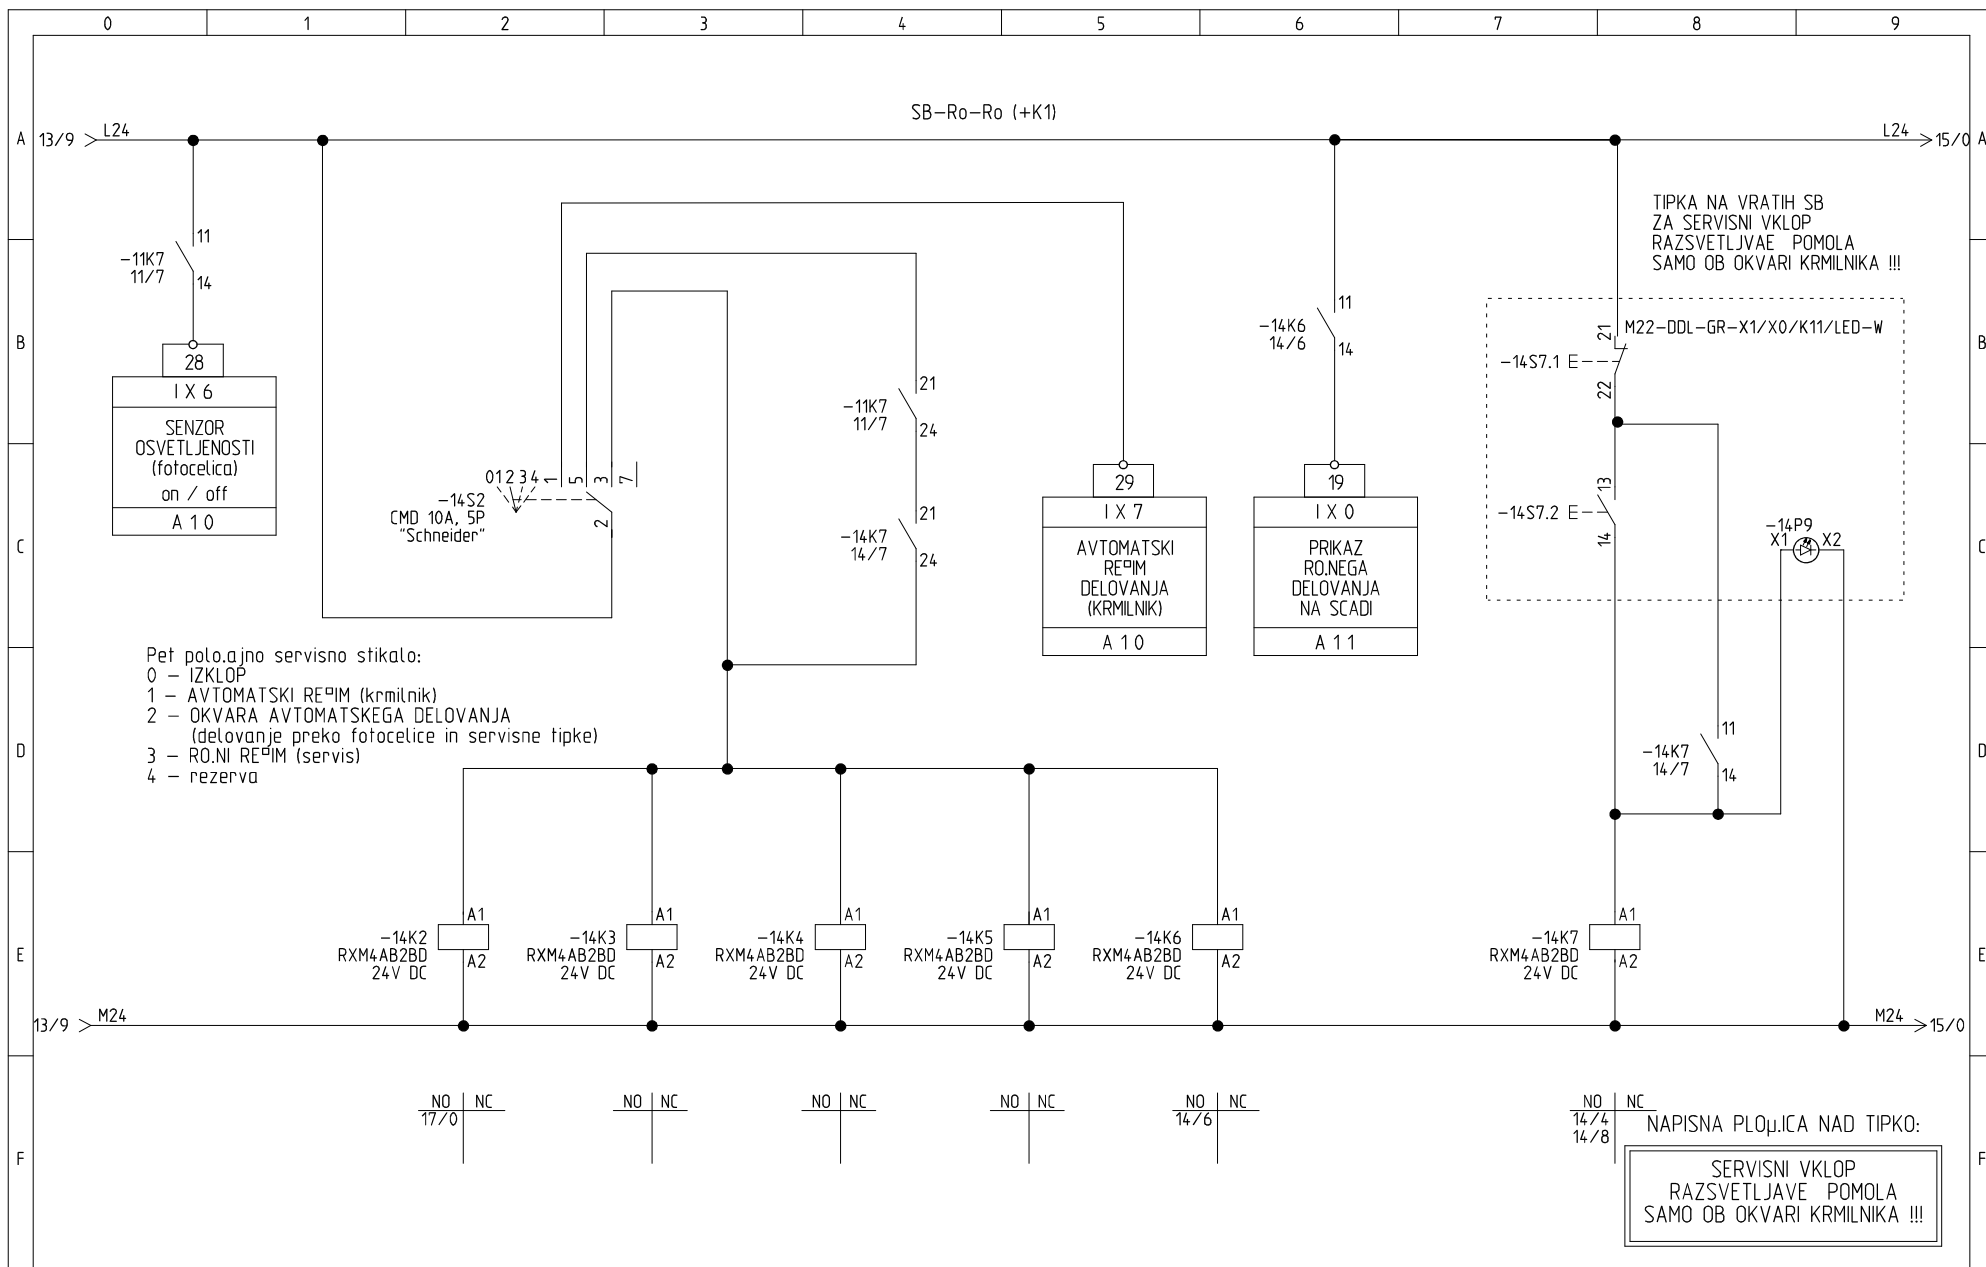 0 1 2 3 4 5 6 7 8 9
SB-Ro-Ro (+K1)
A 13/9 L24
L24 15/0 A
TIPKA NA VRATIH SB
ZA SERVISNI VKLOP
RAZSVETLJVAE POMOLA
SAMO OB OKVARI KRMILNIKA !!!
11
-11K7
11/7
14
B
28
I X 6
SENZOR
OSVETLJENOSTI
(fotocelica)
on / off
A 1 0
0 1 2 3 4
1 5 3 7
-14S2
CMD 10A, 5P
"Schneider"
2
21
-11K7
11/7
24
21
-14K7
14/7
24
29
I X 7
AVTOMATSKI
RE¤IM
DELOVANJA
(KRMILNIK)
A 1 0
11
-14K6
14/6
14
19
I X 0
PRIKAZ
RO.NEGA
DELOVANJA
NA SCADI
A 1 1
21 M22-DDL-GR-X1/X0/K11/LED-W
B
-14S7.1 E
22
13
-14S7.2 E
14
-14P9
X1 X2
C
C
Pet polo.ajno servisno stikalo:
0 - IZKLOP
1 - AVTOMATSKI RE¤IM (krmilnik)
2 - OKVARA AVTOMATSKEGA DELOVANJA
(delovanje preko fotocelice in servisne tipke)
3 - RO.NI RE¤IM (servis)
4 - rezerva
D
11
-14K7
14/7
14
D
E
A1
-14K2
RXM4AB2BD
24V DC
A2
A1
-14K3
RXM4AB2BD
24V DC
A2
A1
-14K4
RXM4AB2BD
24V DC
A2
A1
-14K5
RXM4AB2BD
24V DC
A2
A1
-14K6
RXM4AB2BD
24V DC
A2
A1
-14K7
RXM4AB2BD
24V DC
A2
E
13/9 M24
M24 15/0
NO NC
17/0
NO NC
NO NC
NO NC
NO NC
14/6
NO NC
14/4
14/8
F
F
NAPISNA PLOµ.ICA NAD TIPKO:
SERVISNI VKLOP
RAZSVETLJAVE POMOLA
SAMO OB OKVARI KRMILNIKA !!!